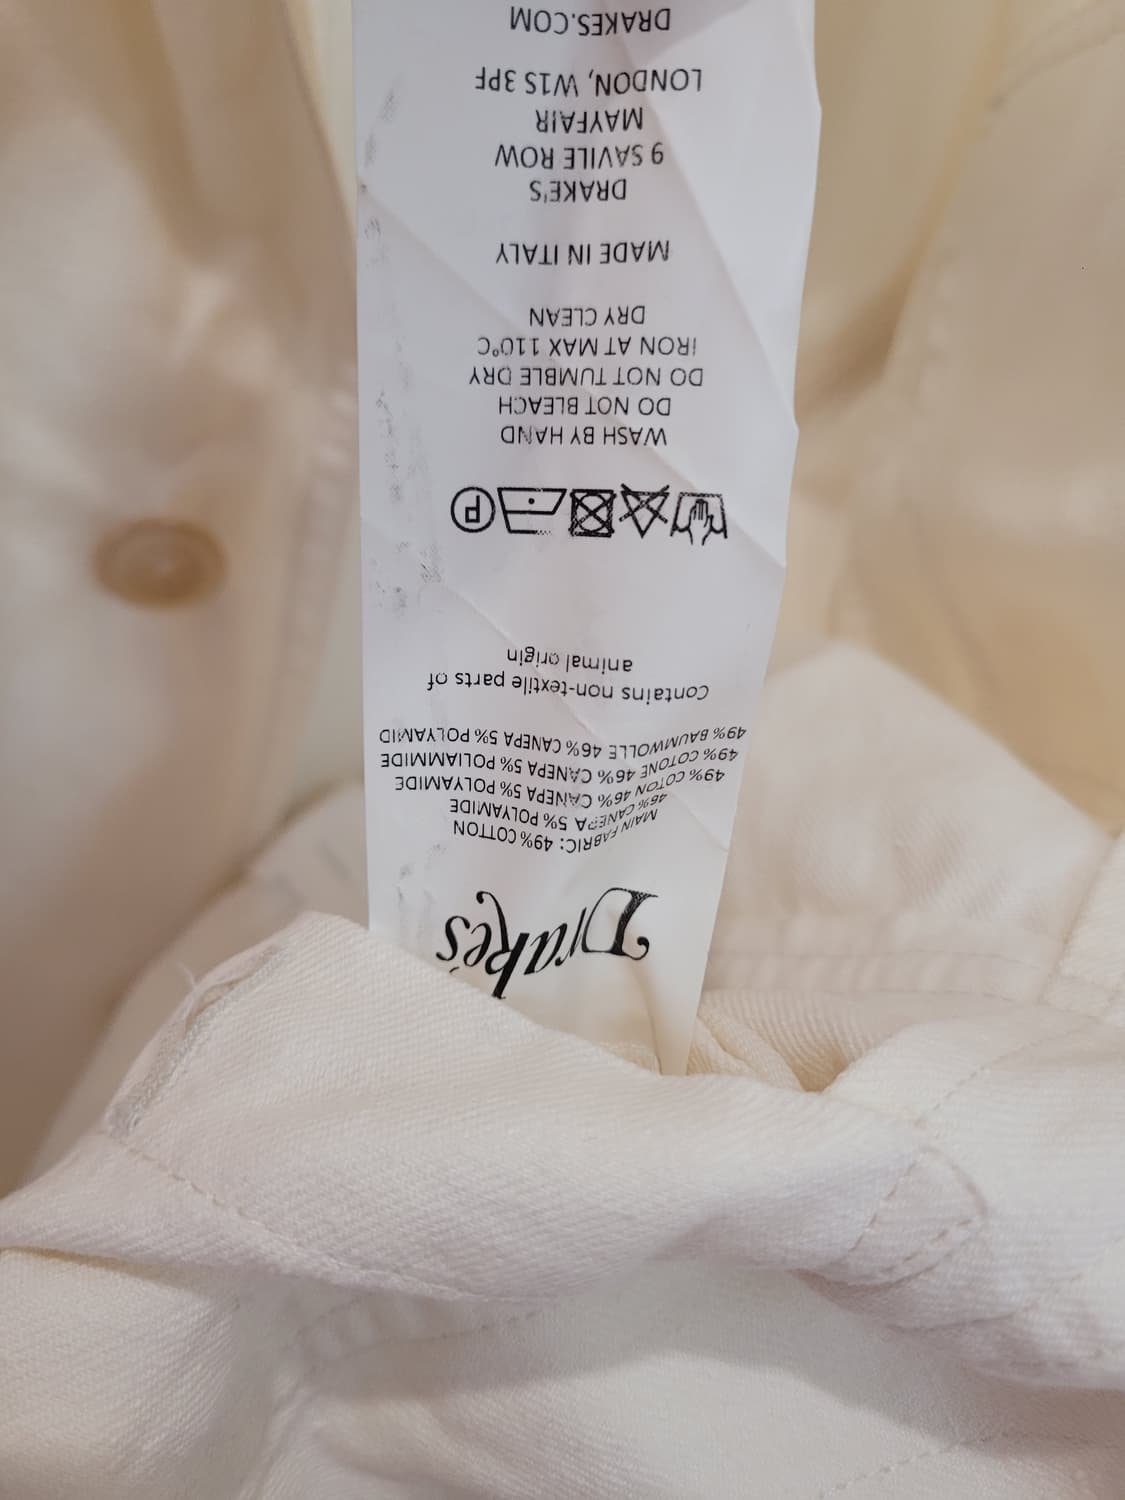 Drake's
MAIN FABRIC: 49% COTTON
46% CANEPA 5% POLYAMIDE
49% COTON 46% CANEPA 5% POLYAMIDE
49% COTONE 46% CANEPA 5% POLIAMMIDE
49% BAUMWOLLE 46% CANEPA 5% POLYAMID
Contains non-textile parts of
animal origin
P
WASH BY HAND
DO NOT BLEACH
DO NOT TUMBLE DRY
IRON AT MAX 110°C
DRY CLEAN
MADE IN ITALY
DRAKE'S
9 SAVILE ROW
MAYFAIR
LONDON, W1S 3PF
DRAKES.COM